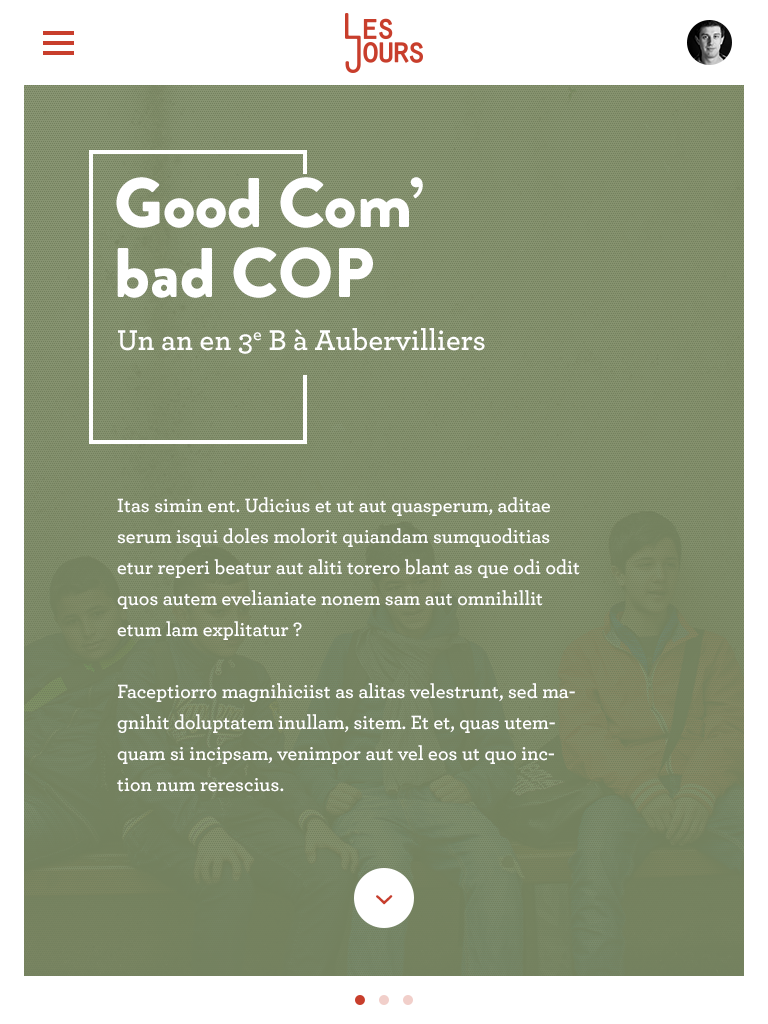 LES
JOURS
Good Com’
bad COP
Un an en 3ᵉ B à Aubervilliers
Itas simin ent. Udicius et ut aut quasperum, aditae
serum isqui doles molorit quiandam sumquoditias
etur reperi beatur aut aliti torero blant as que odi odit
quos autem evelianiate nonem sam aut omnihillit
etum lam explitatur ?
Faceptiorro magnihiciist as alitas velestrunt, sed ma-
gnihit doluptatem inullam, sitem. Et et, quas utem-
quam si incipsam, venimpor aut vel eos ut quo inc-
tion num rerescius.